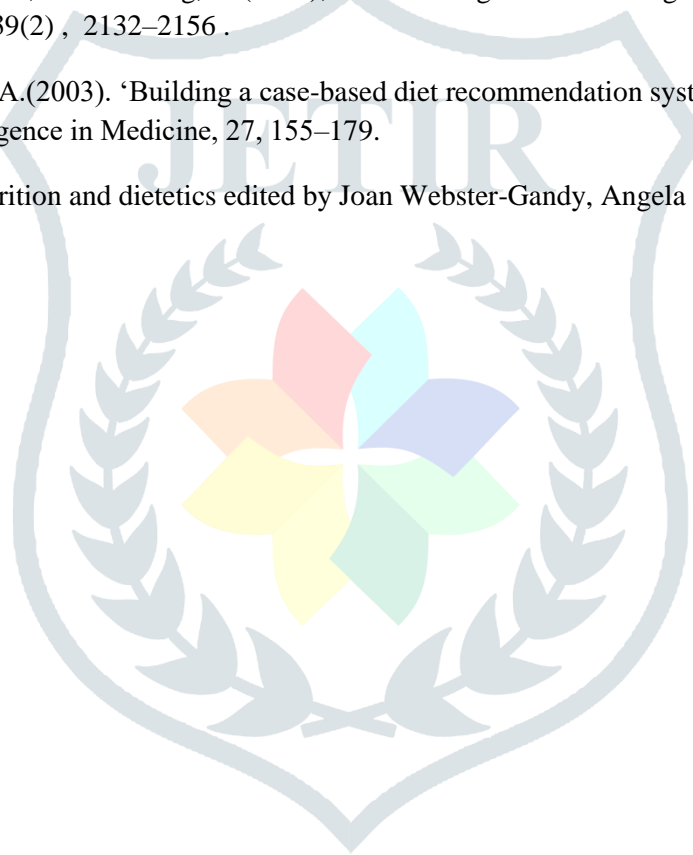 39(2) , 2132–2156 .
A.(2003). ‘Building a case-based diet recommendation syst
gence in Medicine, 27, 155–179.
rition and dietetics edited by Joan Webster-Gandy, Angela
JETIR